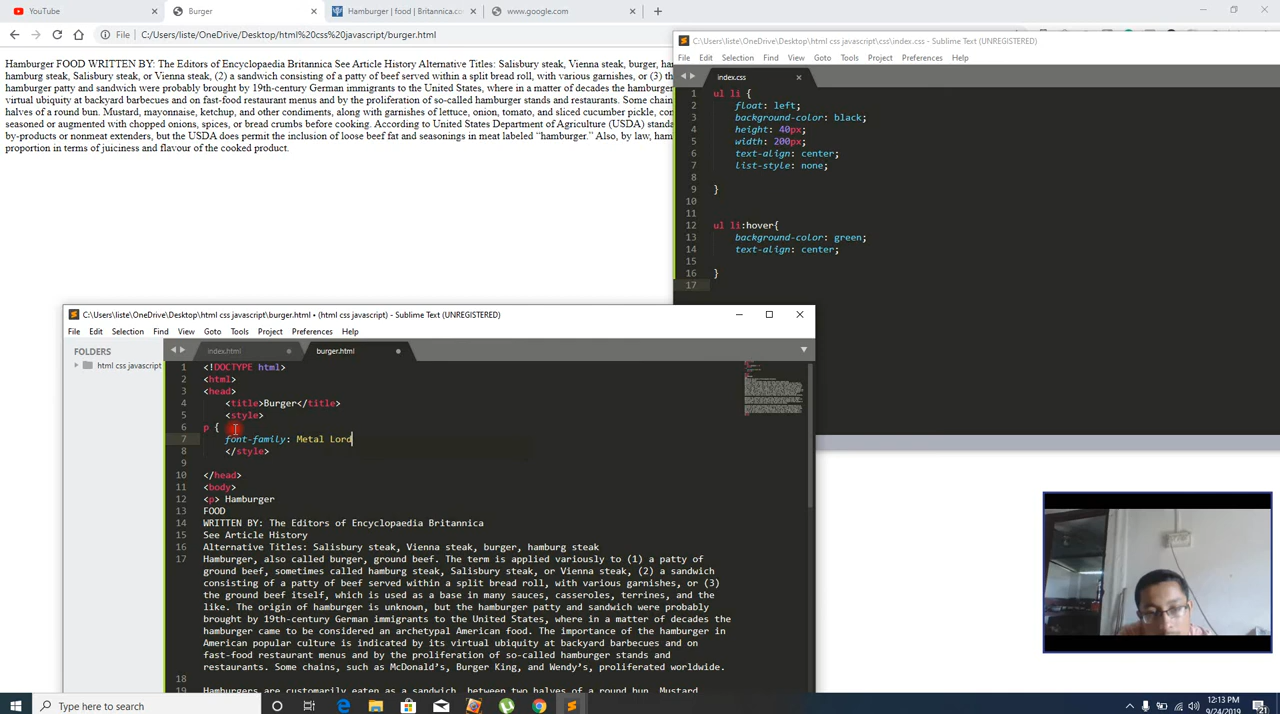 YouTube
Burger
Hamburger | food | Britannica.co
www.google.com
File C:/Users/liste/OneDrive/Desktop/html%20css%20javascript/burger.html
Hamburger FOOD WRITTEN BY: The Editors of Encyclopaedia Britannica See Article History Alternative Titles: Salisbury steak, Vienna steak, burger, ha
hamburg steak, Salisbury steak, or Vienna steak, (2) a sandwich consisting of a patty of beef served within a split bread roll, with various garnishes, or (3) t
hamburger patty and sandwich were probably brought by 19th-century German immigrants to the United States, where in a matter of decades the hamburger
virtual ubiquity at backyard barbecues and on fast-food restaurant menus and by the proliferation of so-called hamburger stands and restaurants. Some chain
halves of a round bun. Mustard, mayonnaise, ketchup, and other condiments, along with garnishes of lettuce, onion, tomato, and sliced cucumber pickle, co
seasoned or augmented with chopped onions, spices, or bread crumbs before cooking. According to United States Department of Agriculture (USDA) standa
by-products or nonmeat extenders, but the USDA does permit the inclusion of loose beef fat and seasonings in meat labeled “hamburger.” Also, by law, ham
proportion in terms of juiciness and flavour of the cooked product.
C:\Users\liste\OneDrive\Desktop\html css javascript\css\index.css - Sublime Text (UNREGISTERED)
File Edit Selection Find View Goto Tools Project Preferences Help
index.css
1 ul li {
2 float: left;
3 background-color: black;
4 height: 40px;
5 width: 200px;
6 text-align: center;
7 list-style: none;
8
9 }
10
11
12 ul li:hover{
13 background-color: green;
14 text-align: center;
15
16 }
17
C:\Users\liste\OneDrive\Desktop\html css javascript\burger.html • (html css javascript) - Sublime Text (UNREGISTERED)
File Edit Selection Find View Goto Tools Project Preferences Help
FOLDERS
html css javascript
index.html
burger.html
1 <!DOCTYPE html>
2 <html>
3 <head>
4 <title>Burger</title>
5 <style>
6 p {
7 font-family: Metal Lord
8 </style>
9
10 </head>
11 <body>
12 <p> Hamburger
13 FOOD
14 WRITTEN BY: The Editors of Encyclopaedia Britannica
15 See Article History
16 Alternative Titles: Salisbury steak, Vienna steak, burger, hamburg steak
17 Hamburger, also called burger, ground beef. The term is applied variously to (1) a patty of
ground beef, sometimes called hamburg steak, Salisbury steak, or Vienna steak, (2) a sandwich
consisting of a patty of beef served within a split bread roll, with various garnishes, or (3)
the ground beef itself, which is used as a base in many sauces, casseroles, terrines, and the
like. The origin of hamburger is unknown, but the hamburger patty and sandwich were probably
brought by 19th-century German immigrants to the United States, where in a matter of decades the
hamburger came to be considered an archetypal American food. The importance of the hamburger in
American popular culture is indicated by its virtual ubiquity at backyard barbecues and on
fast-food restaurant menus and by the proliferation of so-called hamburger stands and
restaurants. Some chains, such as McDonald’s, Burger King, and Wendy’s, proliferated worldwide.
18
19 Hamburgers are customarily eaten as a sandwich, between two halves of a round bun. Mustard
Type here to search
12:13 PM
9/24/2019
21